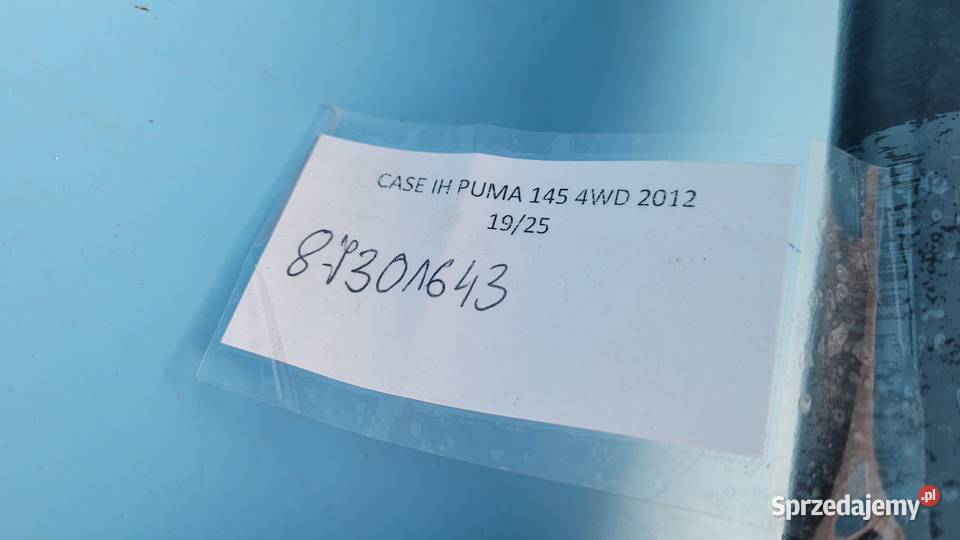 CASE IH PUMA 145 4WD 2012
19/25
87301643
Sprzedajemy.pl